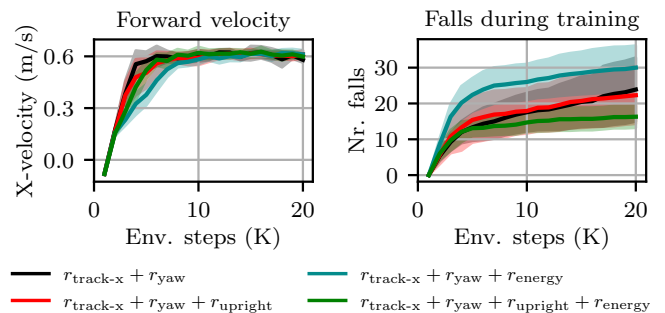 Forward velocity
X-velocity (m/s)
0.6
0.3
0.0
0
10
20
Env. steps (K)
Falls during training
Nr. falls
30
20
10
0
0
10
20
Env. steps (K)
r_track-x + r_yaw
r_track-x + r_yaw + r_energy
r_track-x + r_yaw + r_upright
r_track-x + r_yaw + r_upright + r_energy